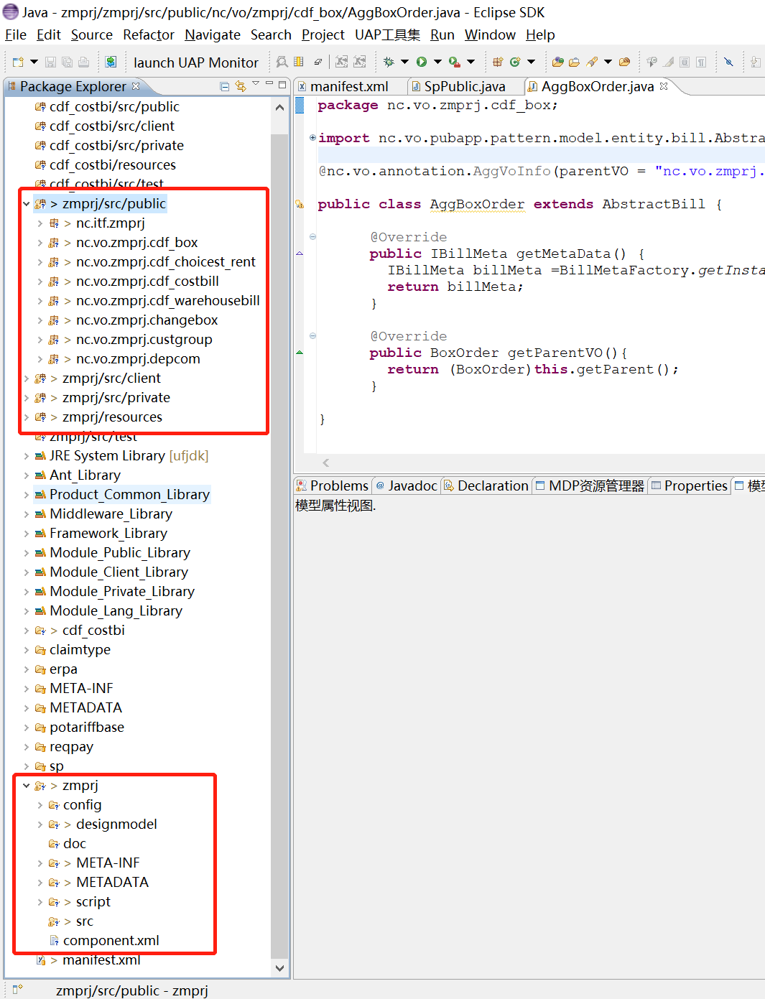 Java - zmprj/zmprj/src/public/nc/vo/zmprj/cdf_box/AggBoxOrder.java - Eclipse SDK
File Edit Source Refactor Navigate Search Project UAP工具集 Run Window Help
launch UAP Monitor
Package Explorer
cdf_costbi/src/public
cdf_costbi/src/client
cdf_costbi/src/private
cdf_costbi/resources
cdf_costbi/src/test
> zmprj/src/public
> nc.itf.zmprj
> nc.vo.zmprj.cdf_box
> nc.vo.zmprj.cdf_choicest_rent
> nc.vo.zmprj.cdf_costbill
> nc.vo.zmprj.cdf_warehousebill
> nc.vo.zmprj.changebox
> nc.vo.zmprj.custgroup
> nc.vo.zmprj.depcom
> zmprj/src/client
> zmprj/src/private
> zmprj/resources
zmprj/src/test
JRE System Library [ufjdk]
Ant_Library
Product_Common_Library
Middleware_Library
Framework_Library
Module_Public_Library
Module_Client_Library
Module_Private_Library
Module_Lang_Library
> cdf_costbi
claimtype
erpa
META-INF
METADATA
potariffbase
reqpay
sp
> zmprj
config
> designmodel
doc
> META-INF
> METADATA
> script
> src
component.xml
> manifest.xml
manifest.xml SpPublic.java AggBoxOrder.java
package nc.vo.zmprj.cdf_box;
import nc.vo.pubapp.pattern.model.entity.bill.Abstra
@nc.vo.annotation.AggVoInfo(parentVO = "nc.vo.zmprj.
public class AggBoxOrder extends AbstractBill {
@Override
public IBillMeta getMetaData() {
IBillMeta billMeta =BillMetaFactory.getInsta
return billMeta;
}
@Override
public BoxOrder getParentVO(){
return (BoxOrder)this.getParent();
}
}
Problems @ Javadoc Declaration MDP资源管理器 Properties 模
模型属性视图.
zmprj/src/public - zmprj